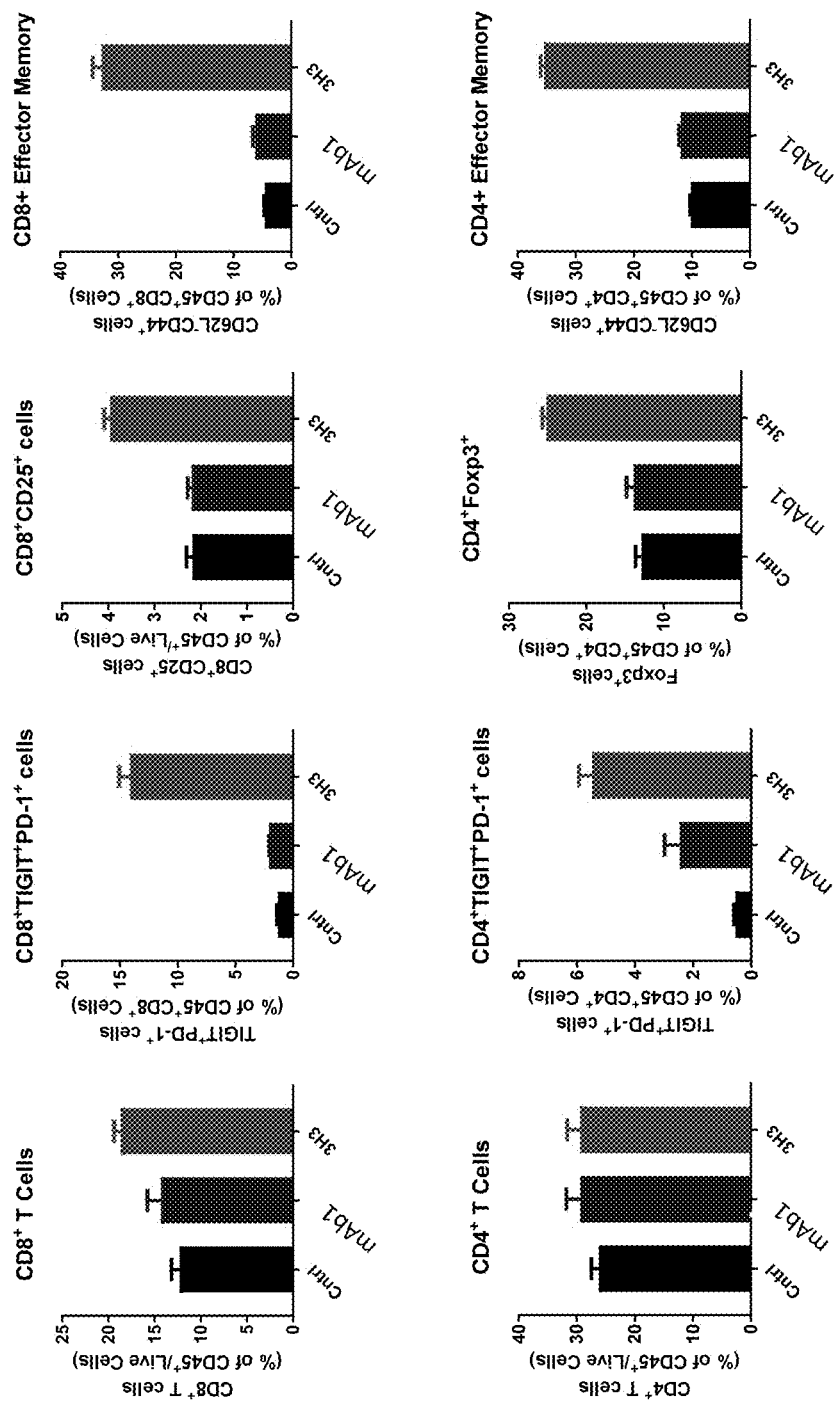 CD8⁺ T Cells
CD8⁺ T cells
(% of CD45⁺/Live Cells)
25
20
15
10
5
0
Cntrl
mAb1
3H3
CD8⁺TIGIT⁺PD-1⁺ cells
TIGIT⁺PD-1⁺ cells
(% of CD45⁺CD8⁺ Cells)
20
15
10
5
0
Cntrl
mAb1
3H3
CD8⁺CD25⁺ cells
CD8⁺CD25⁺ cells
(% of CD45⁺/Live Cells)
5
4
3
2
1
0
Cntrl
mAb1
3H3
CD8+ Effector Memory
CD62L⁻CD44⁺ cells
(% of CD45⁺CD8⁺ Cells)
40
30
20
10
0
Cntrl
mAb1
3H3
CD4⁺ T Cells
CD4⁺ T cells
(% of CD45⁺/Live Cells)
40
30
20
10
0
Cntrl
mAb1
3H3
CD4⁺TIGIT⁺PD-1⁺ cells
TIGIT⁺PD-1⁺ cells
(% of CD45⁺CD4⁺ Cells)
8
6
4
2
0
Cntrl
mAb1
3H3
CD4⁺Foxp3⁺
Foxp3⁺cells
(% of CD45⁺CD4⁺ Cells)
30
20
10
0
Cntrl
mAb1
3H3
CD4+ Effector Memory
CD62L⁻CD44⁺ cells
(% of CD45⁺CD4⁺ Cells)
40
30
20
10
0
Cntrl
mAb1
3H3